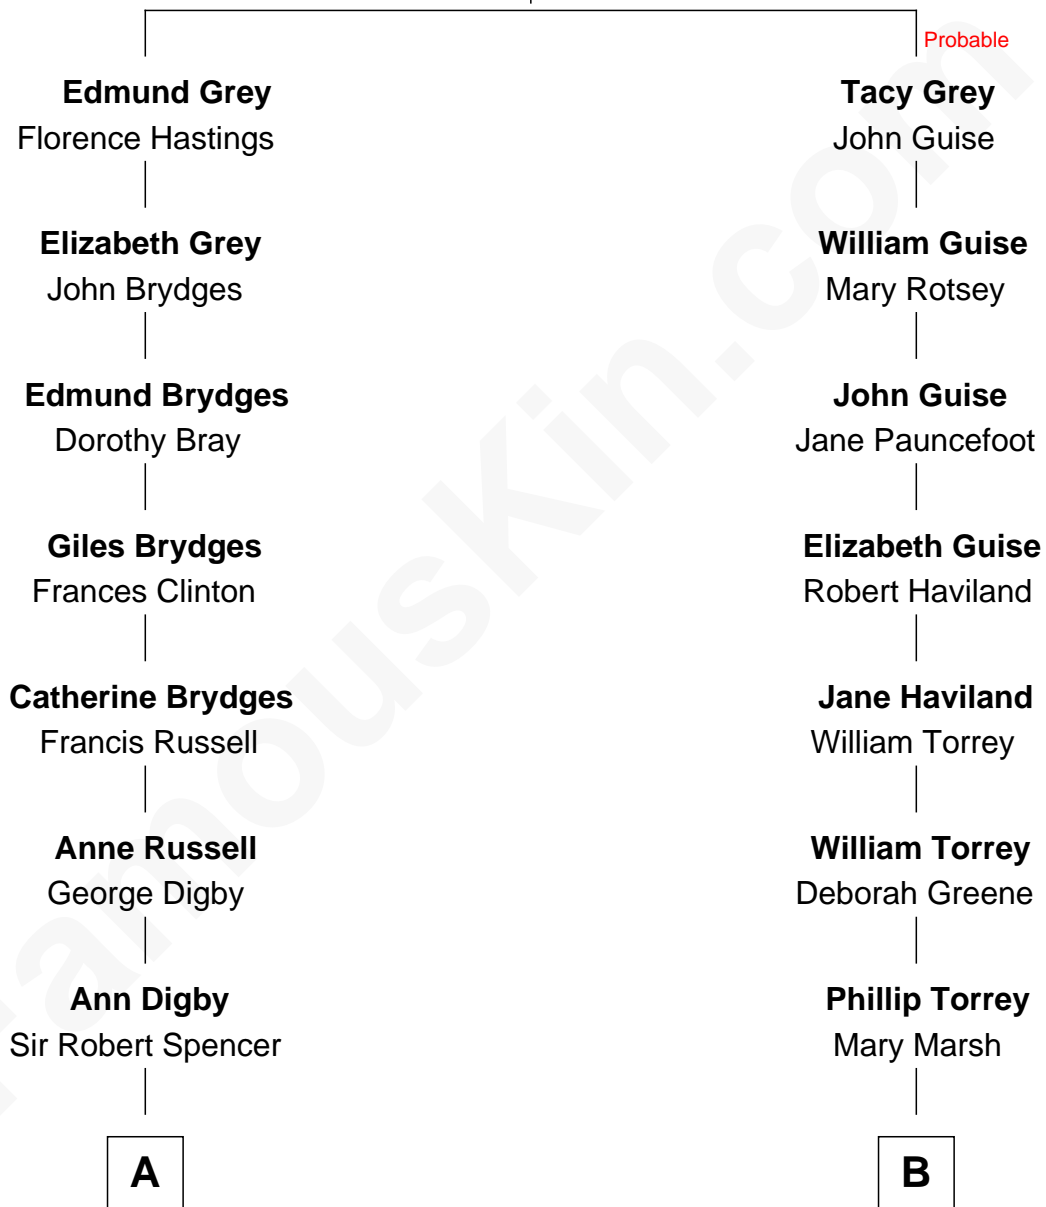 Probable
Edmund Grey
Florence Hastings
Tacy Grey
John Guise
Elizabeth Grey
John Brydges
William Guise
Mary Rotsey
Edmund Brydges
Dorothy Bray
John Guise
Jane Pauncefoot
Giles Brydges
Frances Clinton
Elizabeth Guise
Robert Haviland
Catherine Brydges
Francis Russell
Jane Haviland
William Torrey
Anne Russell
George Digby
William Torrey
Deborah Greene
Ann Digby
Sir Robert Spencer
Phillip Torrey
Mary Marsh
A
B
FamousKin.com